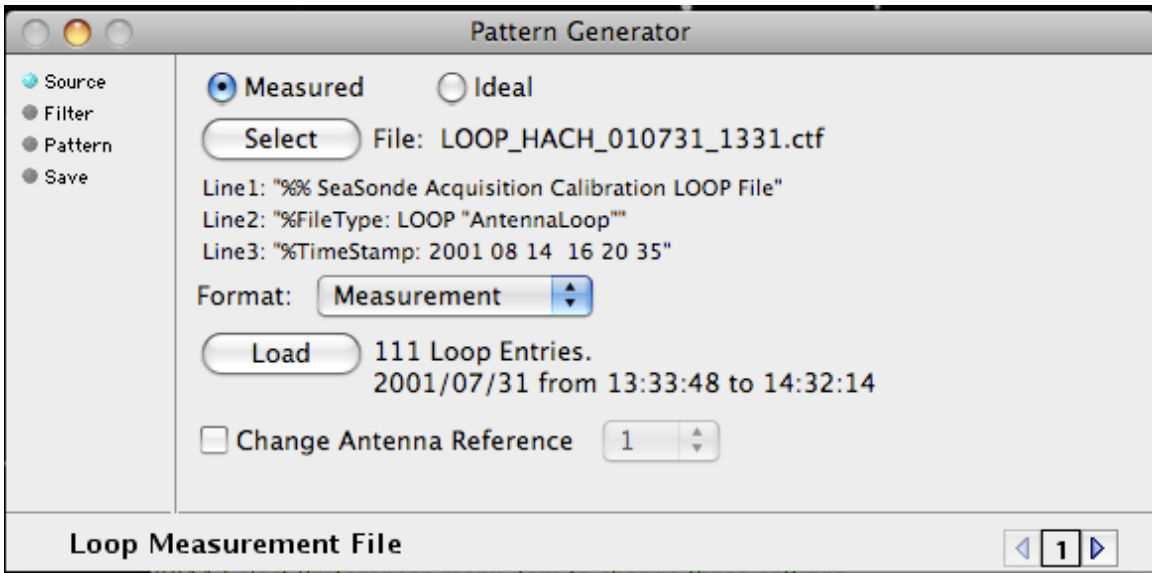 Pattern Generator
Source
Filter
Pattern
Save
Measured Ideal
Select File: LOOP_HACH_010731_1331.ctf
Line1: "%% SeaSonde Acquisition Calibration LOOP File"
Line2: "%FileType: LOOP "AntennaLoop""
Line3: "%TimeStamp: 2001 08 14  16 20 35"
Format: Measurement
Load 111 Loop Entries.
2001/07/31 from 13:33:48 to 14:32:14
Change Antenna Reference 1
Loop Measurement File 1